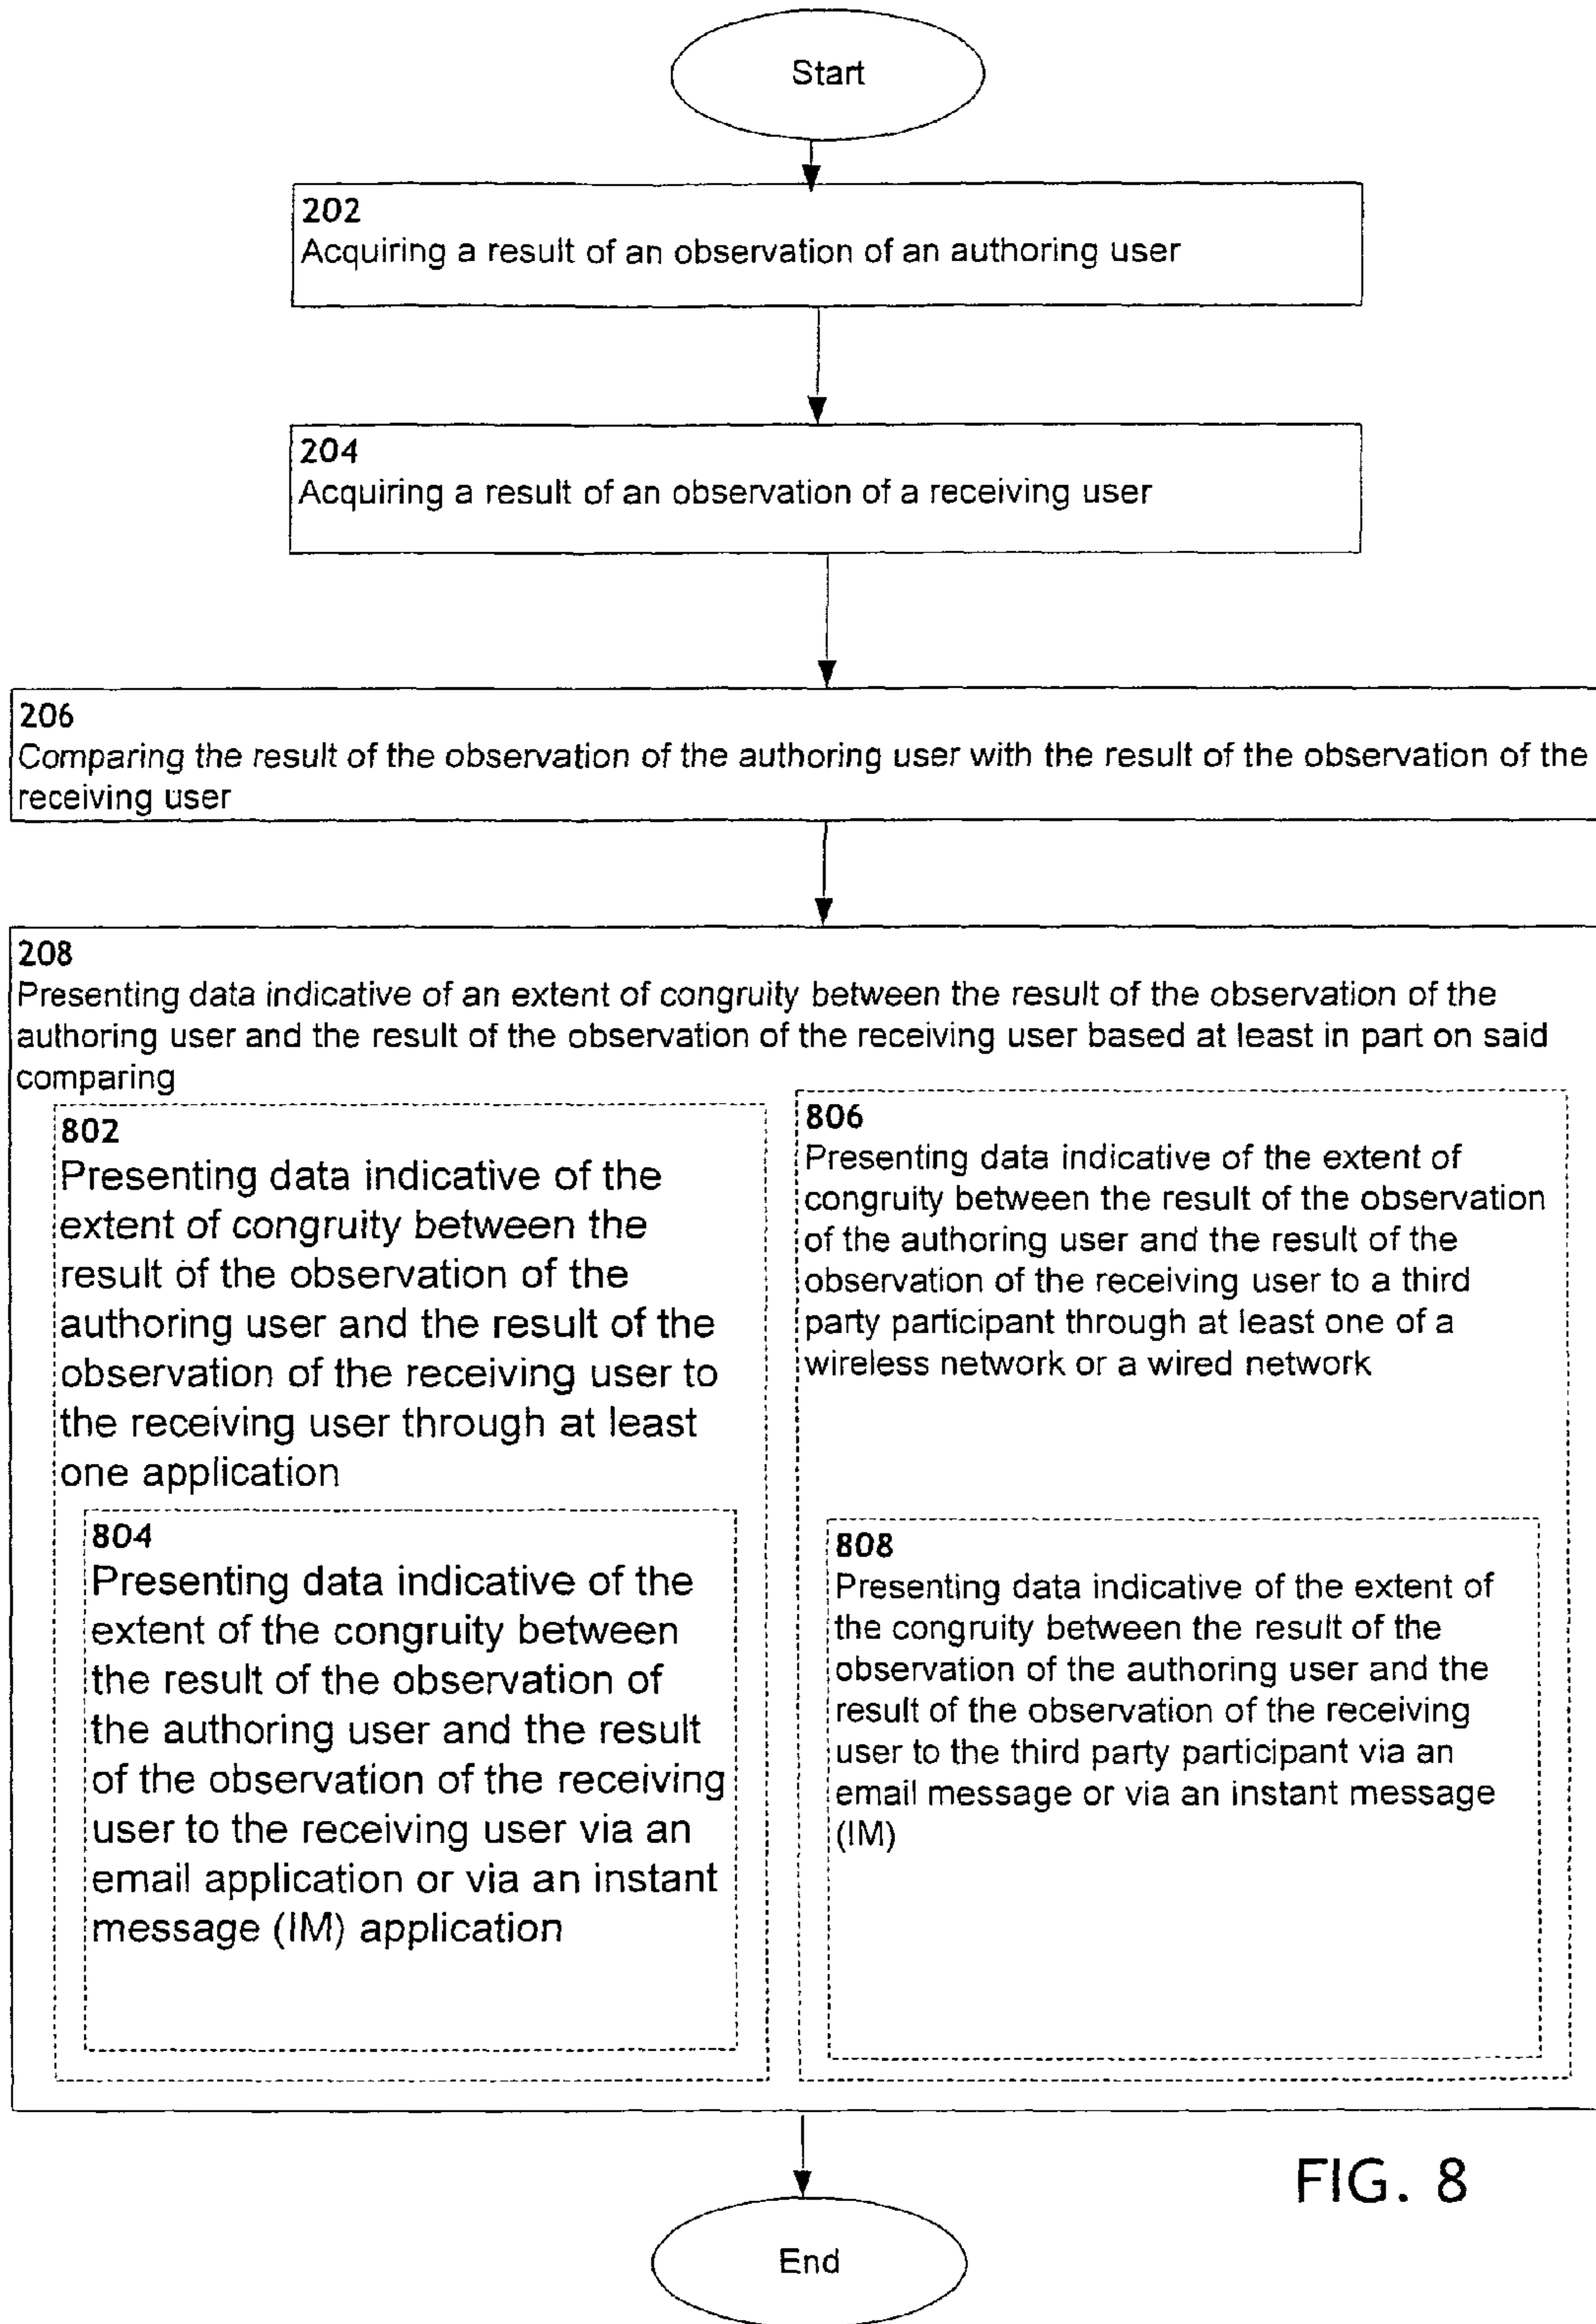 Start
202
Acquiring a result of an observation of an authoring user
204
Acquiring a result of an observation of a receiving user
206
Comparing the result of the observation of the authoring user with the result of the observation of the
receiving user
208
Presenting data indicative of an extent of congruity between the result of the observation of the
authoring user and the result of the observation of the receiving user based at least in part on said
comparing
802
Presenting data indicative of the
extent of congruity between the
result of the observation of the
authoring user and the result of the
observation of the receiving user to
the receiving user through at least
one application
804
Presenting data indicative of the
extent of the congruity between
the result of the observation of
the authoring user and the result
of the observation of the receiving
user to the receiving user via an
email application or via an instant
message (IM) application
806
Presenting data indicative of the extent of
congruity between the result of the observation
of the authoring user and the result of the
observation of the receiving user to a third
party participant through at least one of a
wireless network or a wired network
808
Presenting data indicative of the extent of
the congruity between the result of the
observation of the authoring user and the
result of the observation of the receiving
user to the third party participant via an
email message or via an instant message
(IM)
FIG. 8
End